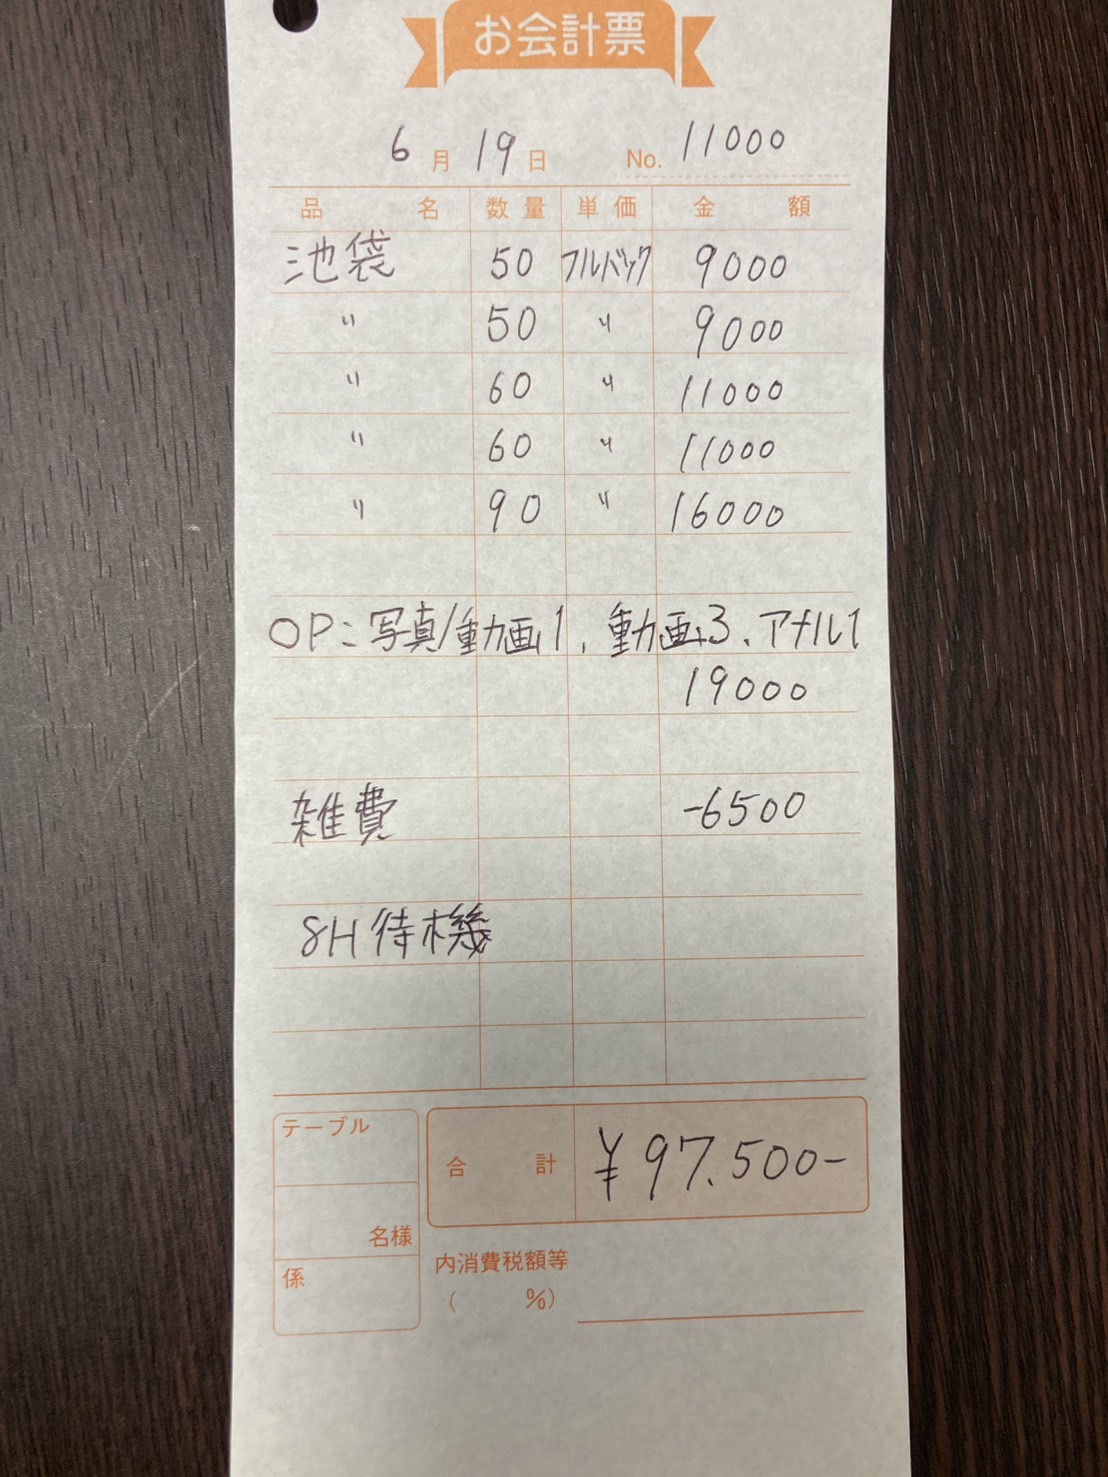 お会計票
6月19日 No. 11000
品名 数量 単価 金額
池袋 50 フルバック 9000
〃 50 〃 9000
〃 60 〃 11000
〃 60 〃 11000
〃 90 〃 16000
OP:写真/動画1、動画3、アナル1
19000
雑費 -6500
8H待機
テーブル
名様
係
合計 ¥97.500-
内消費税額等
( %)